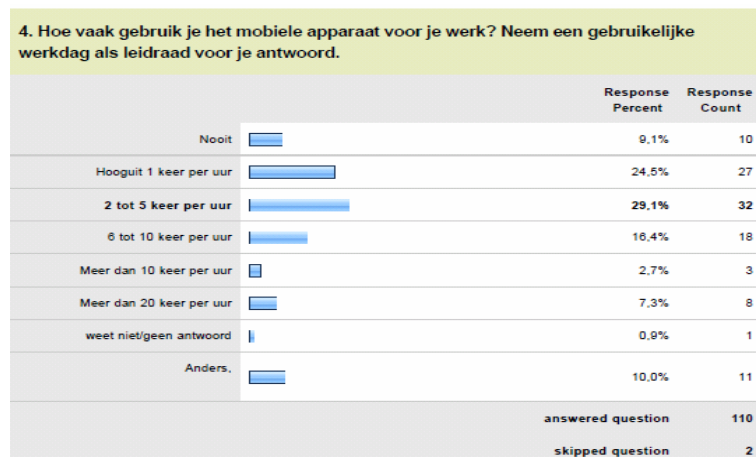 4. Hoe vaak gebruik je het mobiele apparaat voor je werk? Neem een gebruikelijke
werkdag als leidraad voor je antwoord.
Response Percent Response Count
Nooit 9,1% 10
Hooguit 1 keer per uur 24,5% 27
2 tot 5 keer per uur 29,1% 32
6 tot 10 keer per uur 16,4% 18
Meer dan 10 keer per uur 2,7% 3
Meer dan 20 keer per uur 7,3% 8
weet niet/geen antwoord 0,9% 1
Anders, 10,0% 11
answered question 110
skipped question 2